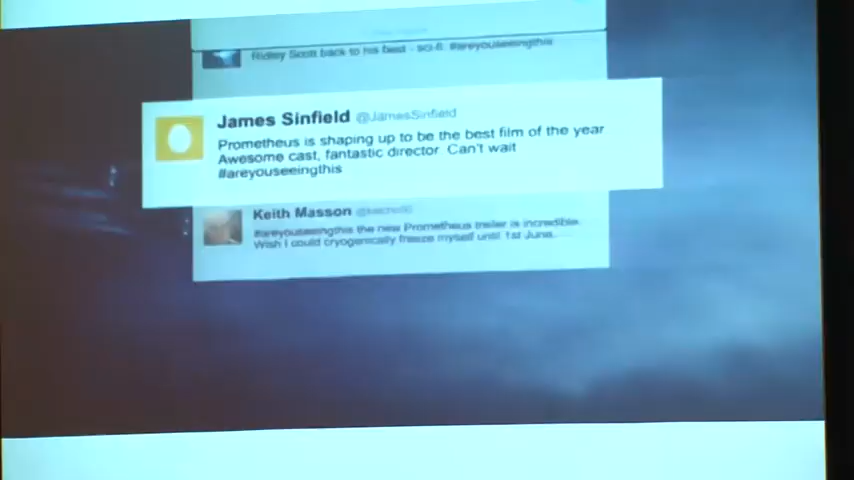 Ridley Scott back to his best - sci-fi. #areyouseeingthis
James Sinfield @JamesSinfield
Prometheus is shaping up to be the best film of the year
Awesome cast, fantastic director Can't wait
#areyouseeingthis
Keith Masson
#areyouseeingthis the new Prometheus trailer is incredible.
Wish I could cryogenically freeze myself until 1st June...